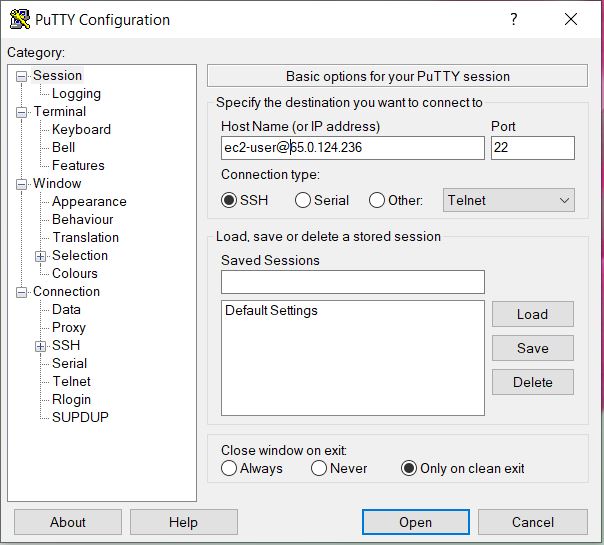 PuTTY Configuration
? ×
Category:
Session
Logging
Terminal
Keyboard
Bell
Features
Window
Appearance
Behaviour
Translation
Selection
Colours
Connection
Data
Proxy
SSH
Serial
Telnet
Rlogin
SUPDUP
Basic options for your PuTTY session
Specify the destination you want to connect to
Host Name (or IP address) Port
ec2-user@65.0.124.236 22
Connection type:
SSH Serial Other: Telnet
Load, save or delete a stored session
Saved Sessions
Default Settings
Load
Save
Delete
Close window on exit:
Always Never Only on clean exit
About Help Open Cancel